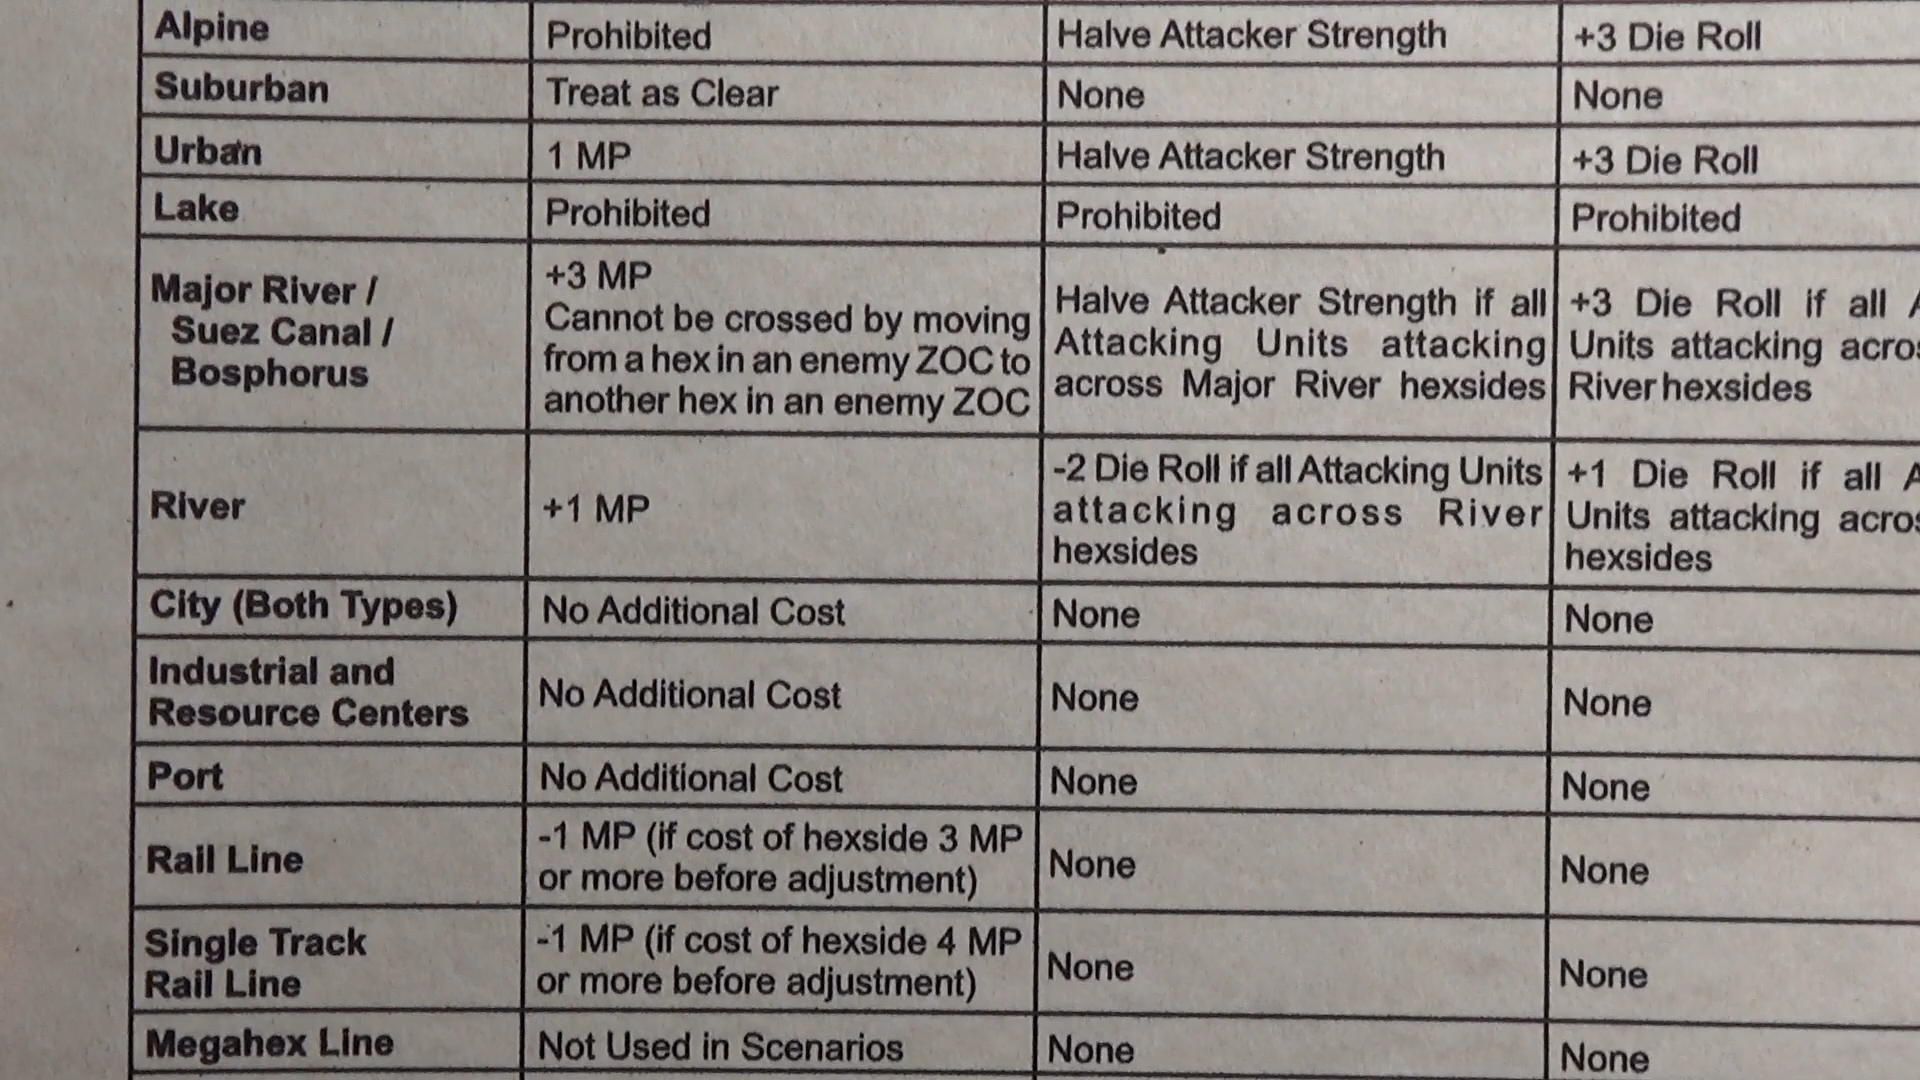 Alpine
Prohibited
Halve Attacker Strength
+3 Die Roll
Suburban
Treat as Clear
None
None
Urban
1 MP
Halve Attacker Strength
+3 Die Roll
Lake
Prohibited
Prohibited
Prohibited
Major River /
Suez Canal /
Bosphorus
+3 MP
Cannot be crossed by moving
from a hex in an enemy ZOC to
another hex in an enemy ZOC
Halve Attacker Strength if all
Attacking Units attacking
across Major River hexsides
+3 Die Roll if all
Units attacking
River hexsides
River
+1 MP
-2 Die Roll if all Attacking Units
attacking across River
hexsides
+1 Die Roll if all
Units attacking
hexsides
City (Both Types)
No Additional Cost
None
None
Industrial and
Resource Centers
No Additional Cost
None
None
Port
No Additional Cost
None
None
Rail Line
-1 MP (if cost of hexside 3 MP
or more before adjustment)
None
None
Single Track
Rail Line
-1 MP (if cost of hexside 4 MP
or more before adjustment)
None
None
Megahex Line
Not Used in Scenarios
None
None